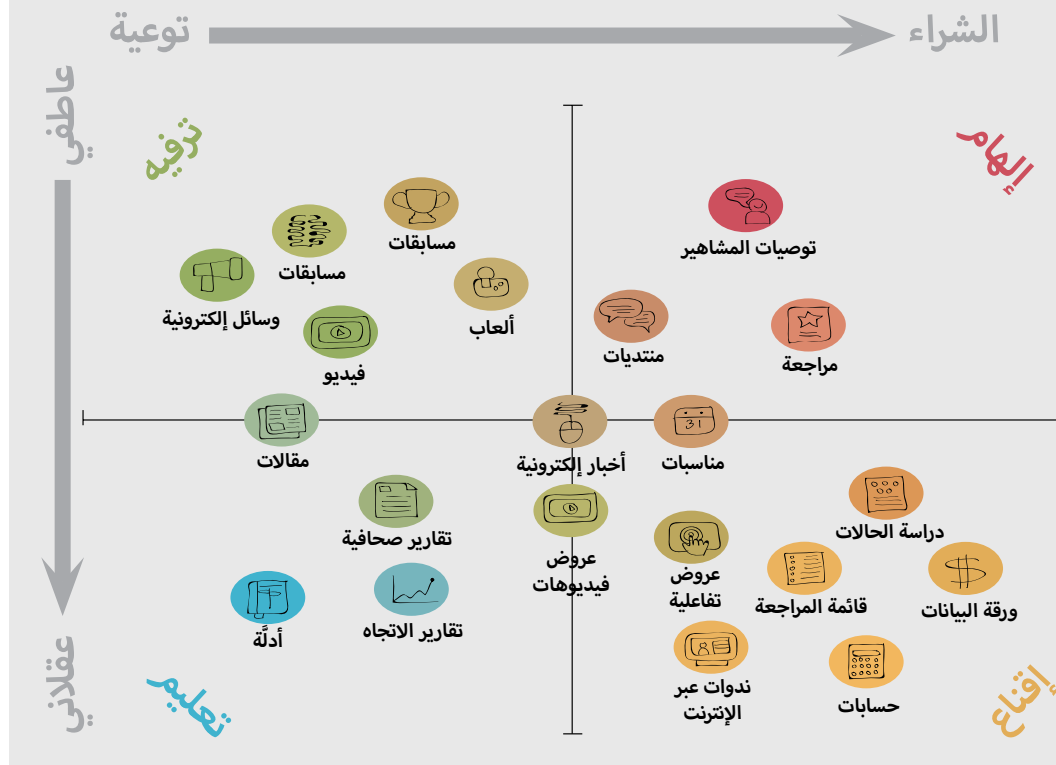 الشراء
توعية
عاطفي
عقلاني
إلهام
ترفيه
توصيات المشاهير
مسابقات
مسابقات
وسائل إلكترونية
ألعاب
فيديو
منتديات
مراجعة
مناسبات
أخبار إلكترونية
مقالات
دراسة الحالات
تقارير صحافية
عروض
فيديوهات
عروض
تفاعلية
قائمة المراجعة
ورقة البيانات
تقارير الاتجاه
أدلَّة
ندوات عبر
الإنترنت
حسابات
إقناع
تعليم
31